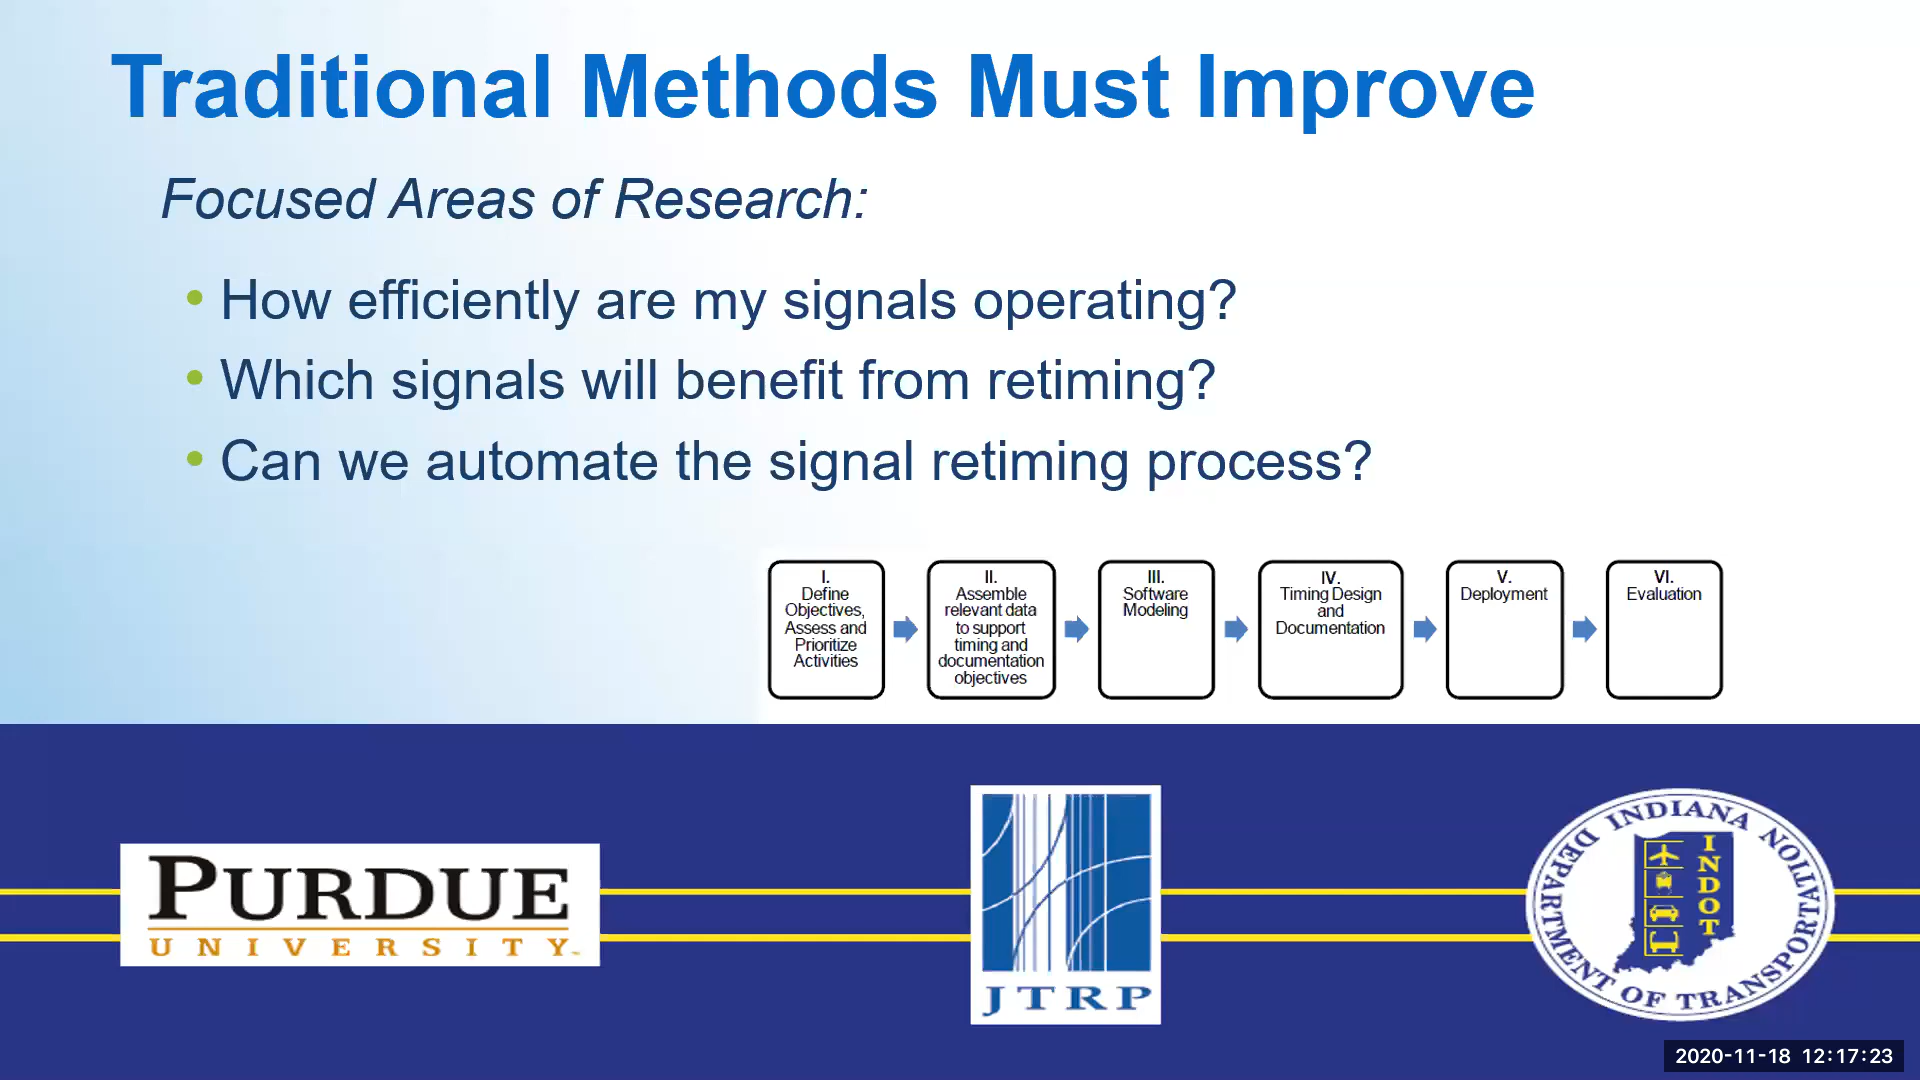 Traditional Methods Must Improve
Focused Areas of Research:
• How efficiently are my signals operating?
• Which signals will benefit from retiming?
• Can we automate the signal retiming process?
I.
Define
Objectives,
Assess and
Prioritize
Activities
II.
Assemble
relevant data
to support
timing and
documentation
objectives
III.
Software
Modeling
IV.
Timing Design
and
Documentation
V.
Deployment
VI.
Evaluation
PURDUE
UNIVERSITY
JTRP
INDIANA
DEPARTMENT OF TRANSPORTATION
INDOT
2020-11-18 12:17:23